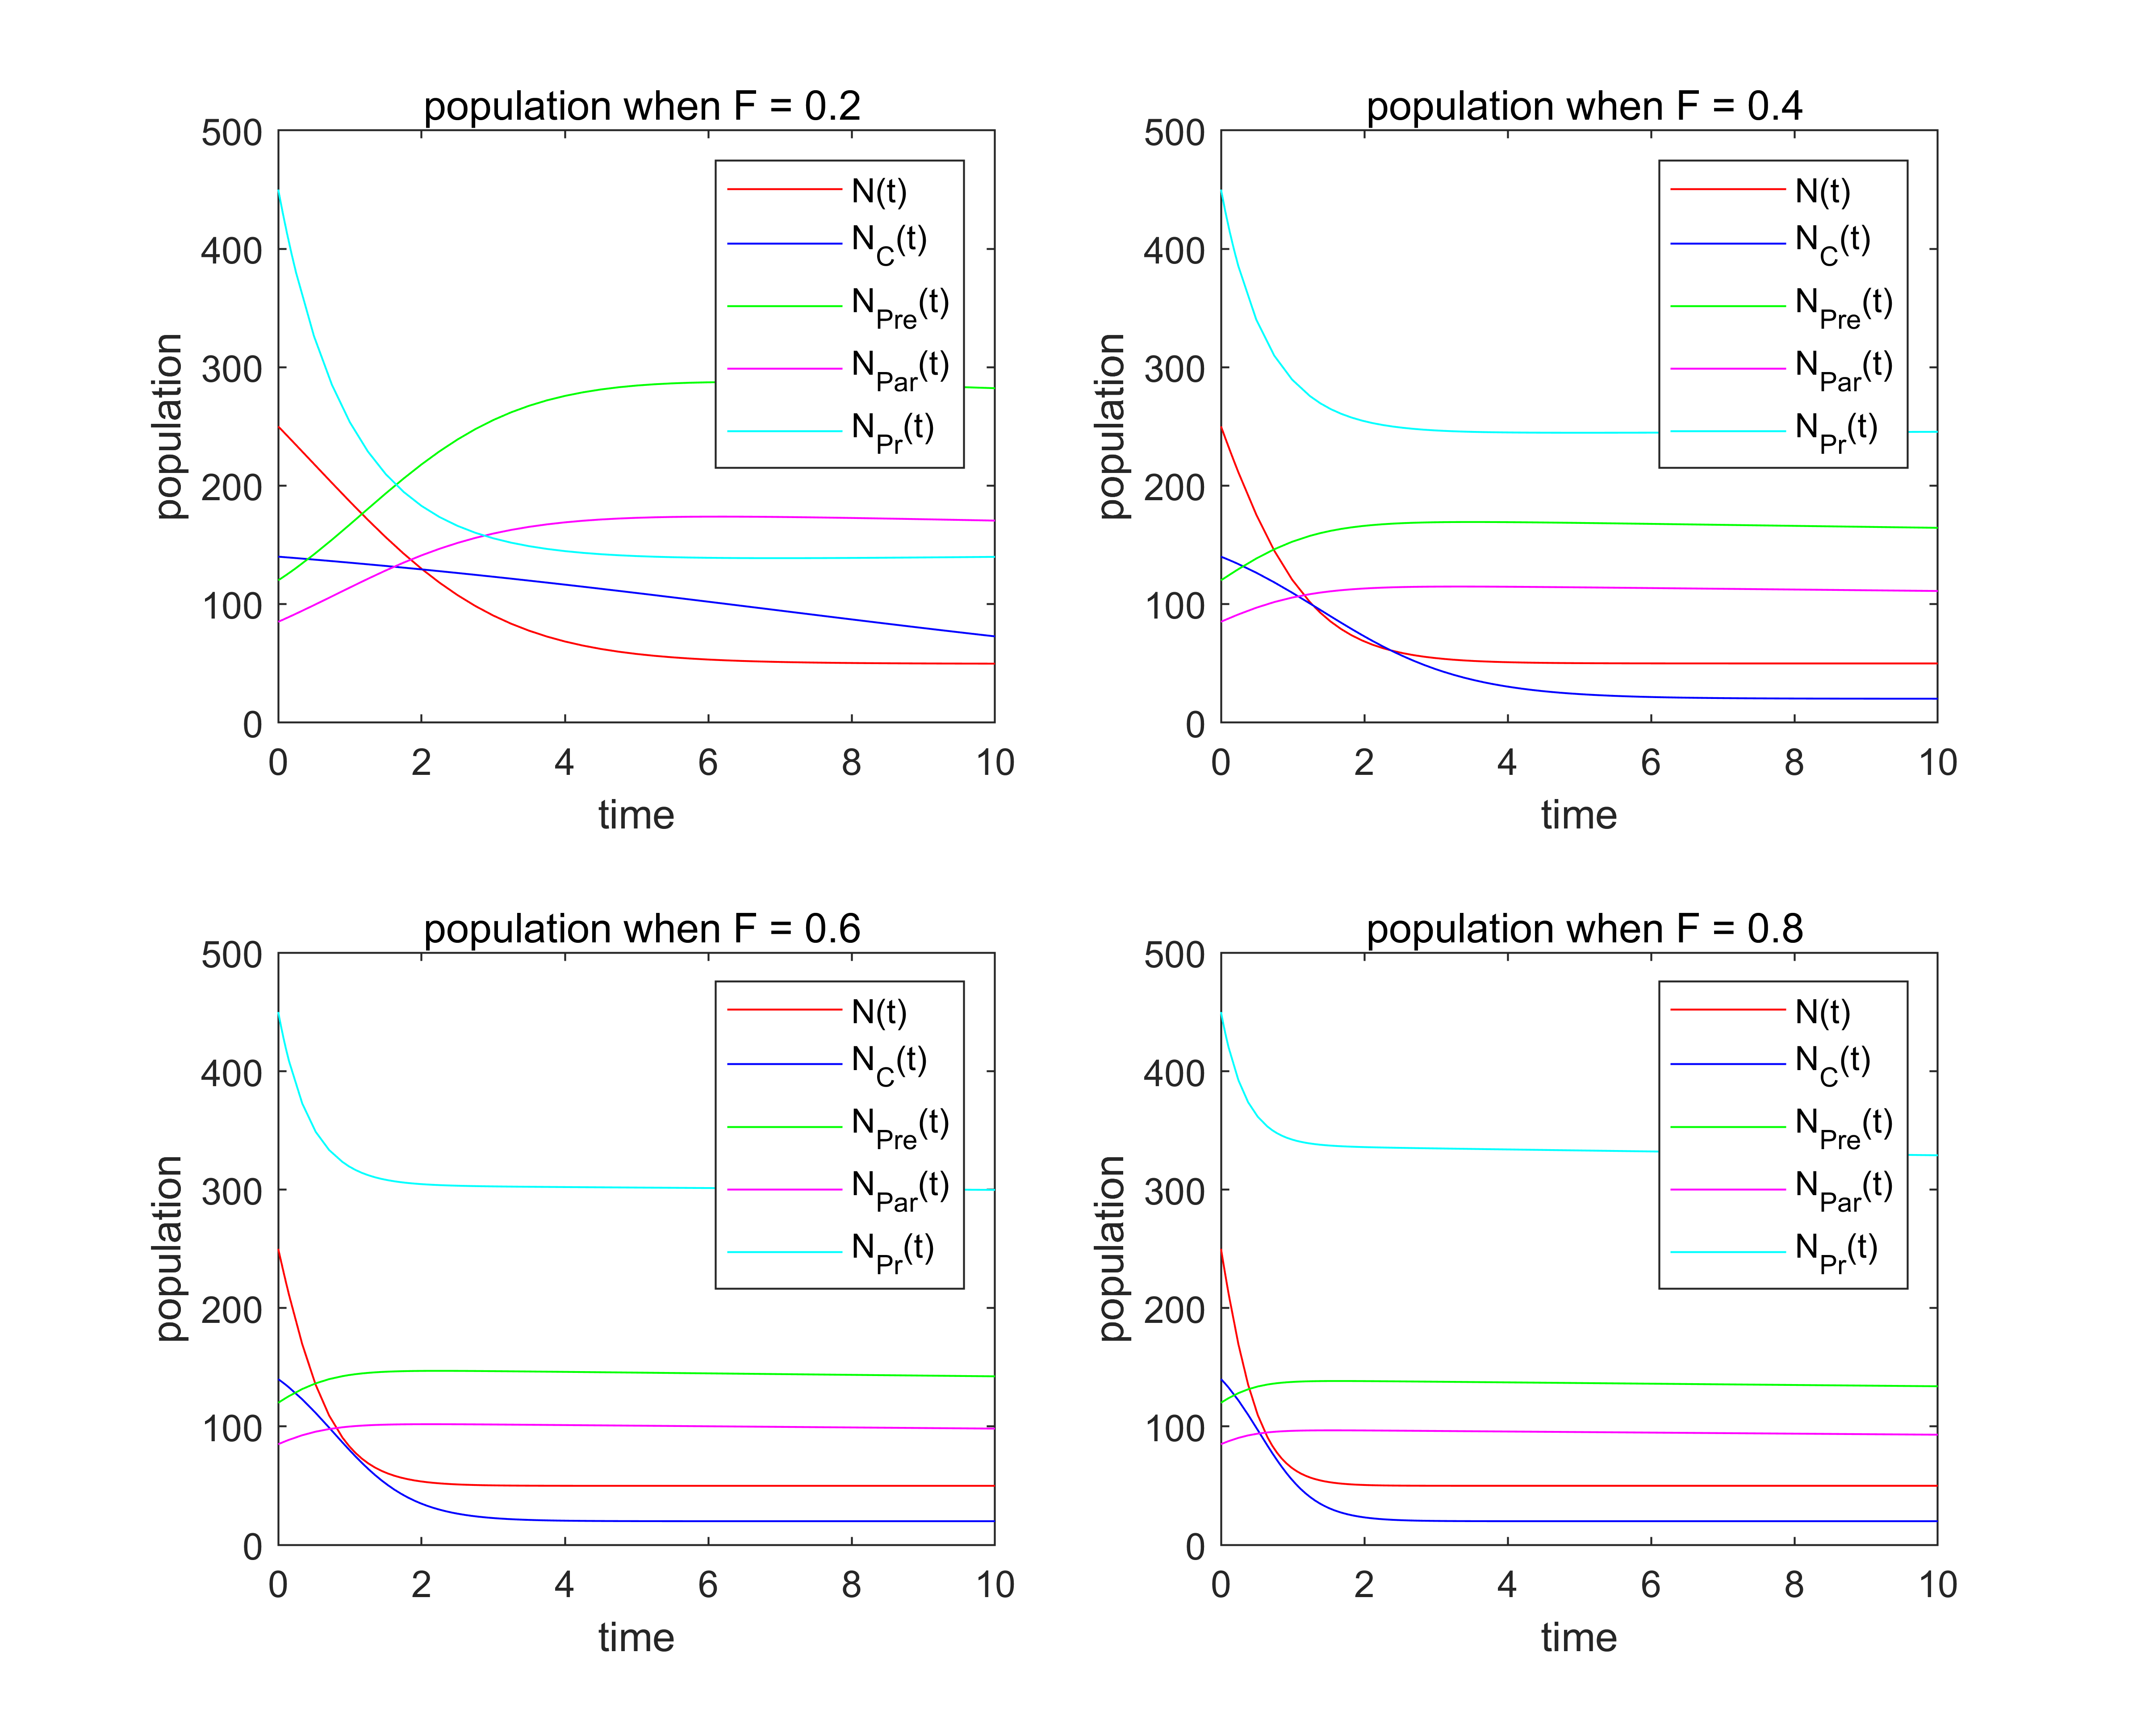 population when F = 0.2
500
400
300
200
100
0
population
0 2 4 6 8 10
time
N(t)
N_C(t)
N_Pre(t)
N_Par(t)
N_Pr(t)
population when F = 0.4
500
400
300
200
100
0
population
0 2 4 6 8 10
time
N(t)
N_C(t)
N_Pre(t)
N_Par(t)
N_Pr(t)
population when F = 0.6
500
400
300
200
100
0
population
0 2 4 6 8 10
time
N(t)
N_C(t)
N_Pre(t)
N_Par(t)
N_Pr(t)
population when F = 0.8
500
400
300
200
100
0
population
0 2 4 6 8 10
time
N(t)
N_C(t)
N_Pre(t)
N_Par(t)
N_Pr(t)